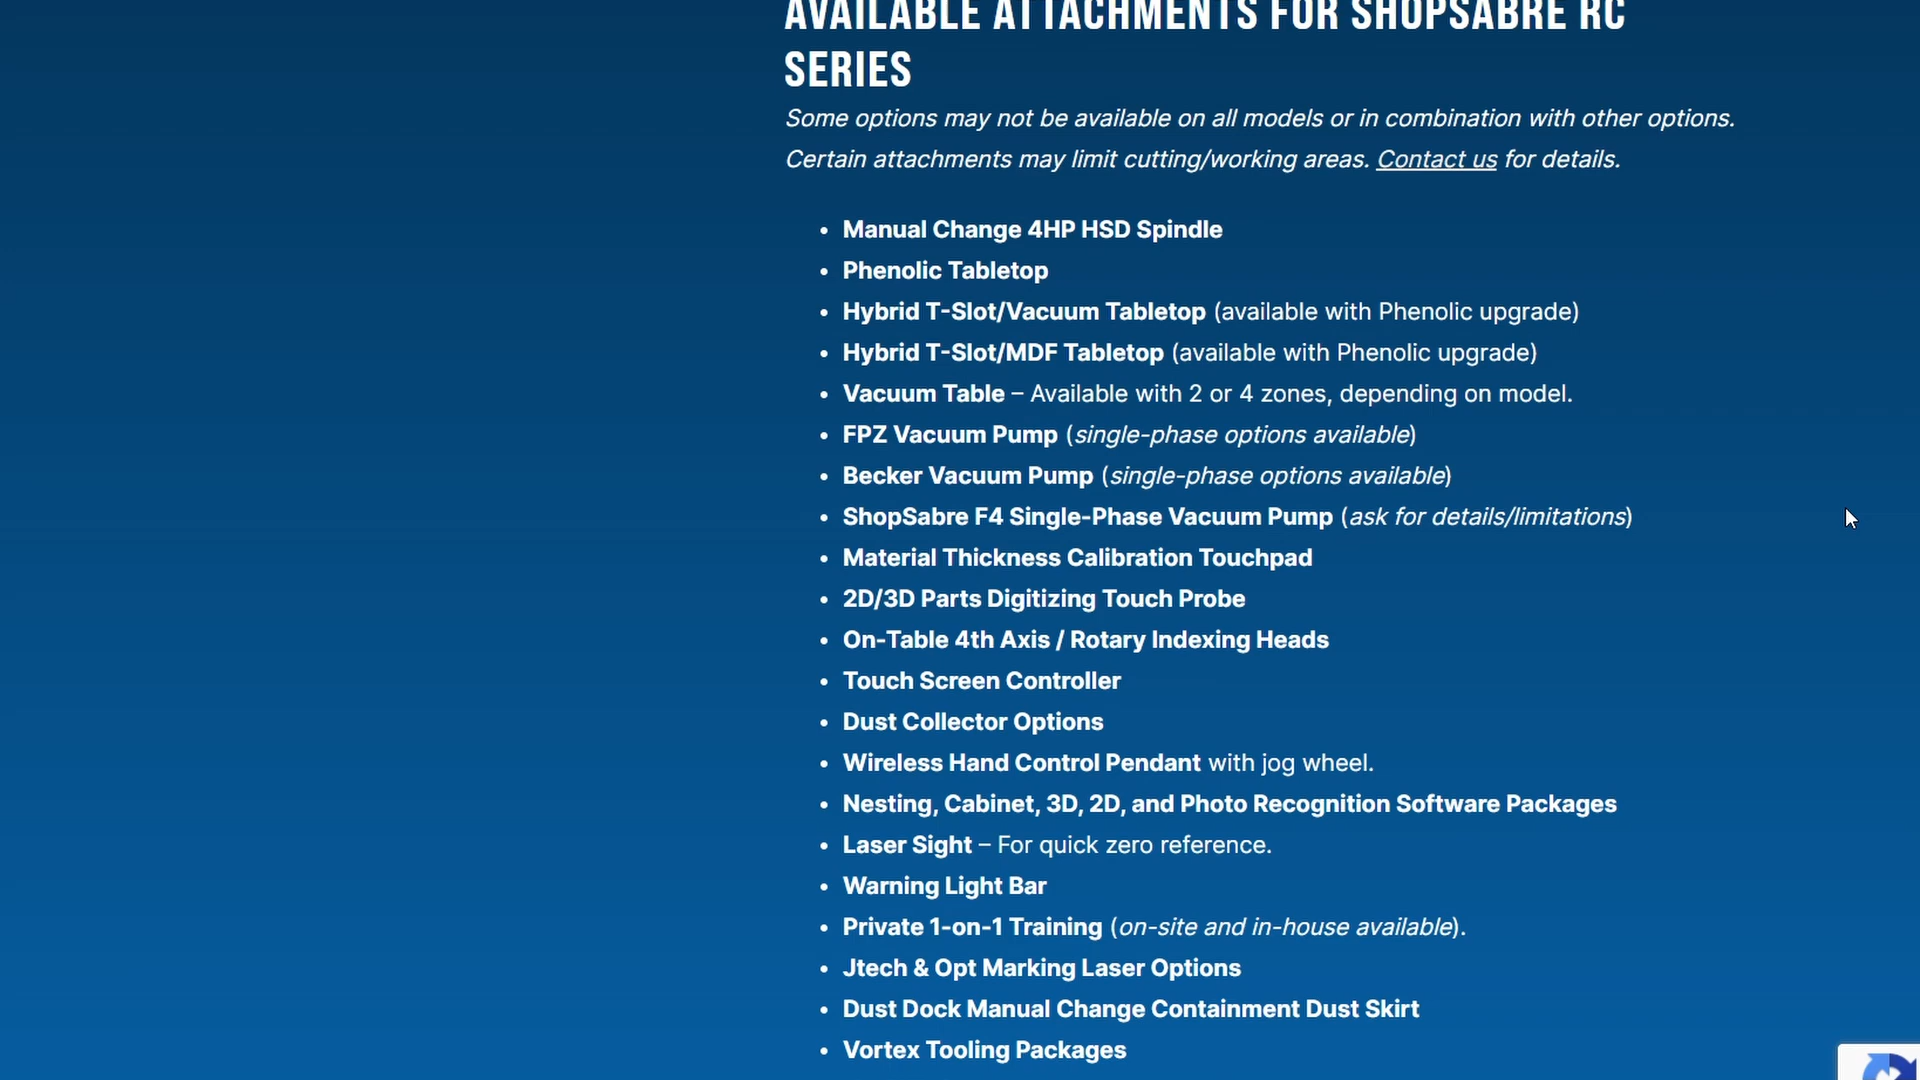 AVAILABLE ATTACHMENTS FOR SHOPSABRE RC
SERIES
Some options may not be available on all models or in combination with other options.
Certain attachments may limit cutting/working areas. Contact us for details.
• Manual Change 4HP HSD Spindle
• Phenolic Tabletop
• Hybrid T-Slot/Vacuum Tabletop (available with Phenolic upgrade)
• Hybrid T-Slot/MDF Tabletop (available with Phenolic upgrade)
• Vacuum Table – Available with 2 or 4 zones, depending on model.
• FPZ Vacuum Pump (single-phase options available)
• Becker Vacuum Pump (single-phase options available)
• ShopSabre F4 Single-Phase Vacuum Pump (ask for details/limitations)
• Material Thickness Calibration Touchpad
• 2D/3D Parts Digitizing Touch Probe
• On-Table 4th Axis / Rotary Indexing Heads
• Touch Screen Controller
• Dust Collector Options
• Wireless Hand Control Pendant with jog wheel.
• Nesting, Cabinet, 3D, 2D, and Photo Recognition Software Packages
• Laser Sight – For quick zero reference.
• Warning Light Bar
• Private 1-on-1 Training (on-site and in-house available).
• Jtech & Opt Marking Laser Options
• Dust Dock Manual Change Containment Dust Skirt
• Vortex Tooling Packages